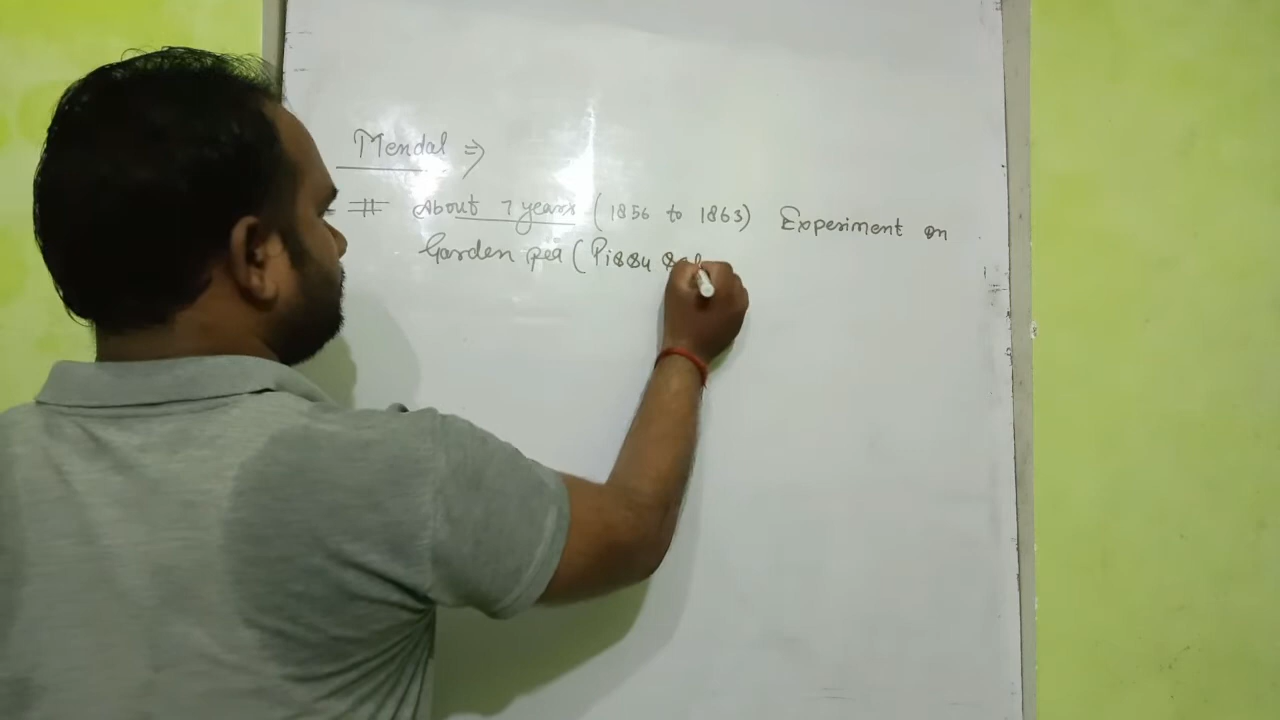 Mendal ⇒
# About 7 years (1856 to 1863) Experiment on
Garden pea (Pissu